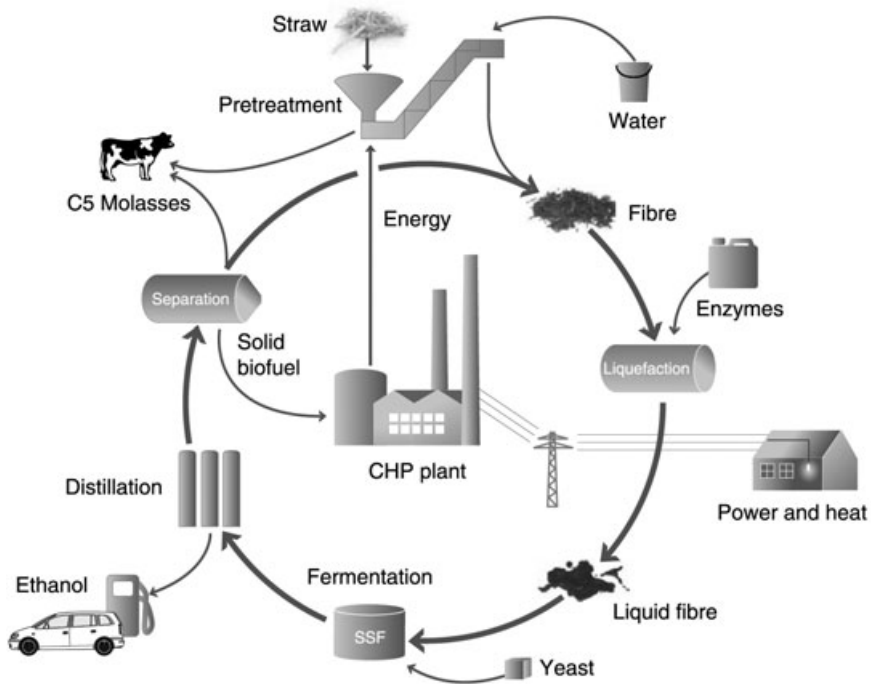 Straw
Pretreatment
Water
C5 Molasses
Energy
Fibre
Enzymes
Separation
Solid
biofuel
Liquefaction
CHP plant
Power and heat
Distillation
Ethanol
Fermentation
Liquid fibre
SSF
Yeast